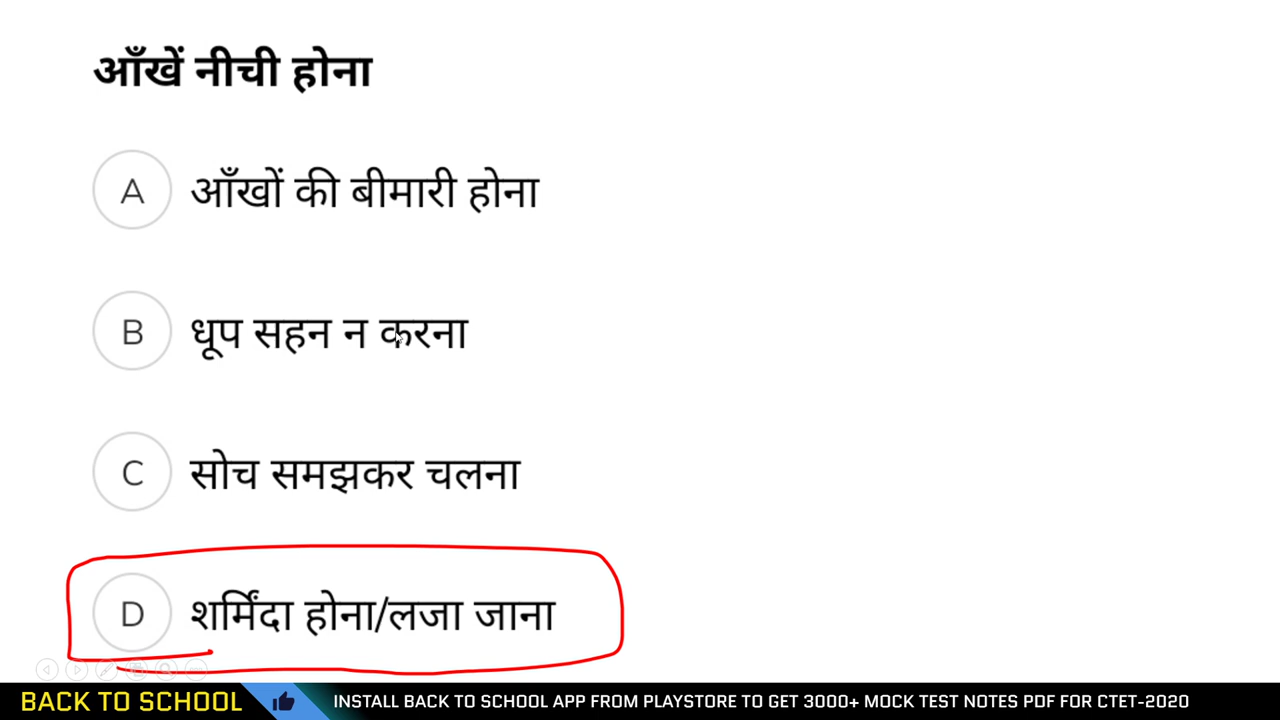 आँखें नीची होना
A आँखों की बीमारी होना
B धूप सहन न करना
C सोच समझकर चलना
D शर्मिंदा होना/लजा जाना
BACK TO SCHOOL INSTALL BACK TO SCHOOL APP FROM PLAYSTORE TO GET 3000+ MOCK TEST NOTES PDF FOR CTET-2020